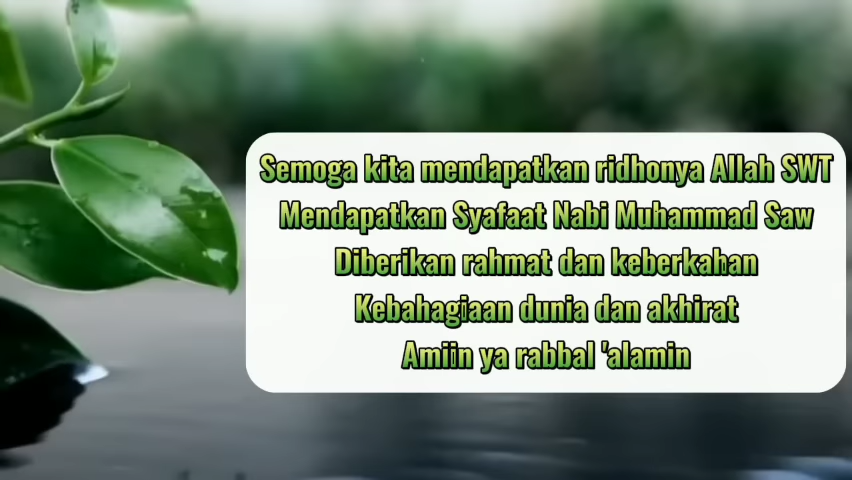 Semoga kita mendapatkan ridhonya Allah SWT
Mendapatkan Syafaat Nabi Muhammad Saw
Diberikan rahmat dan keberkahan
Kebahagiaan dunia dan akhirat
Amiin ya rabbal 'alamin